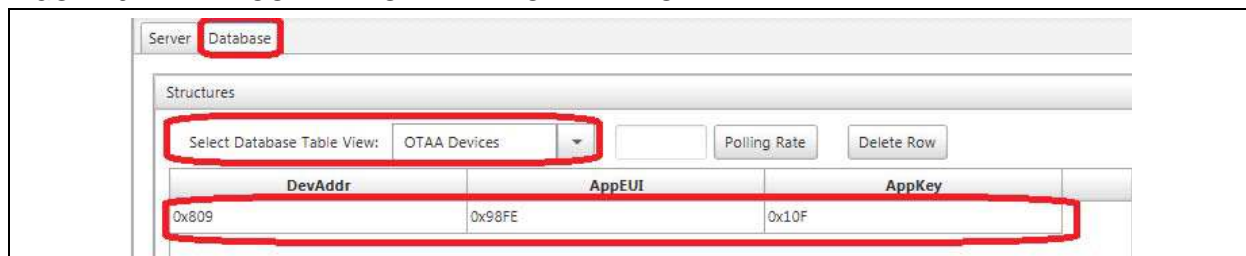 Server Database
Structures
Select Database Table View: OTAA Devices Polling Rate Delete Row
DevAddr AppEUI AppKey
0x809 0x98FE 0x10F